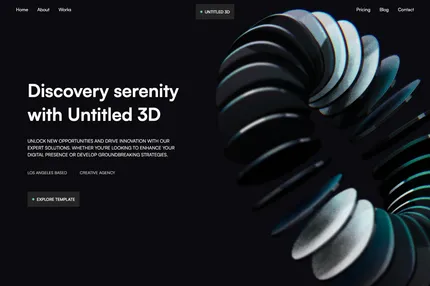 Home About Works UNTITLED 3D Pricing Blog Contact
Discovery serenity
with Untitled 3D
UNLOCK NEW OPPORTUNITIES AND DRIVE INNOVATION WITH OUR
EXPERT SOLUTIONS. WHETHER YOU'RE LOOKING TO ENHANCE YOUR
DIGITAL PRESENCE OR DEVELOP GROUNDBREAKING STRATEGIES.
LOS ANGELES BASED CREATIVE AGENCY
EXPLORE TEMPLATE